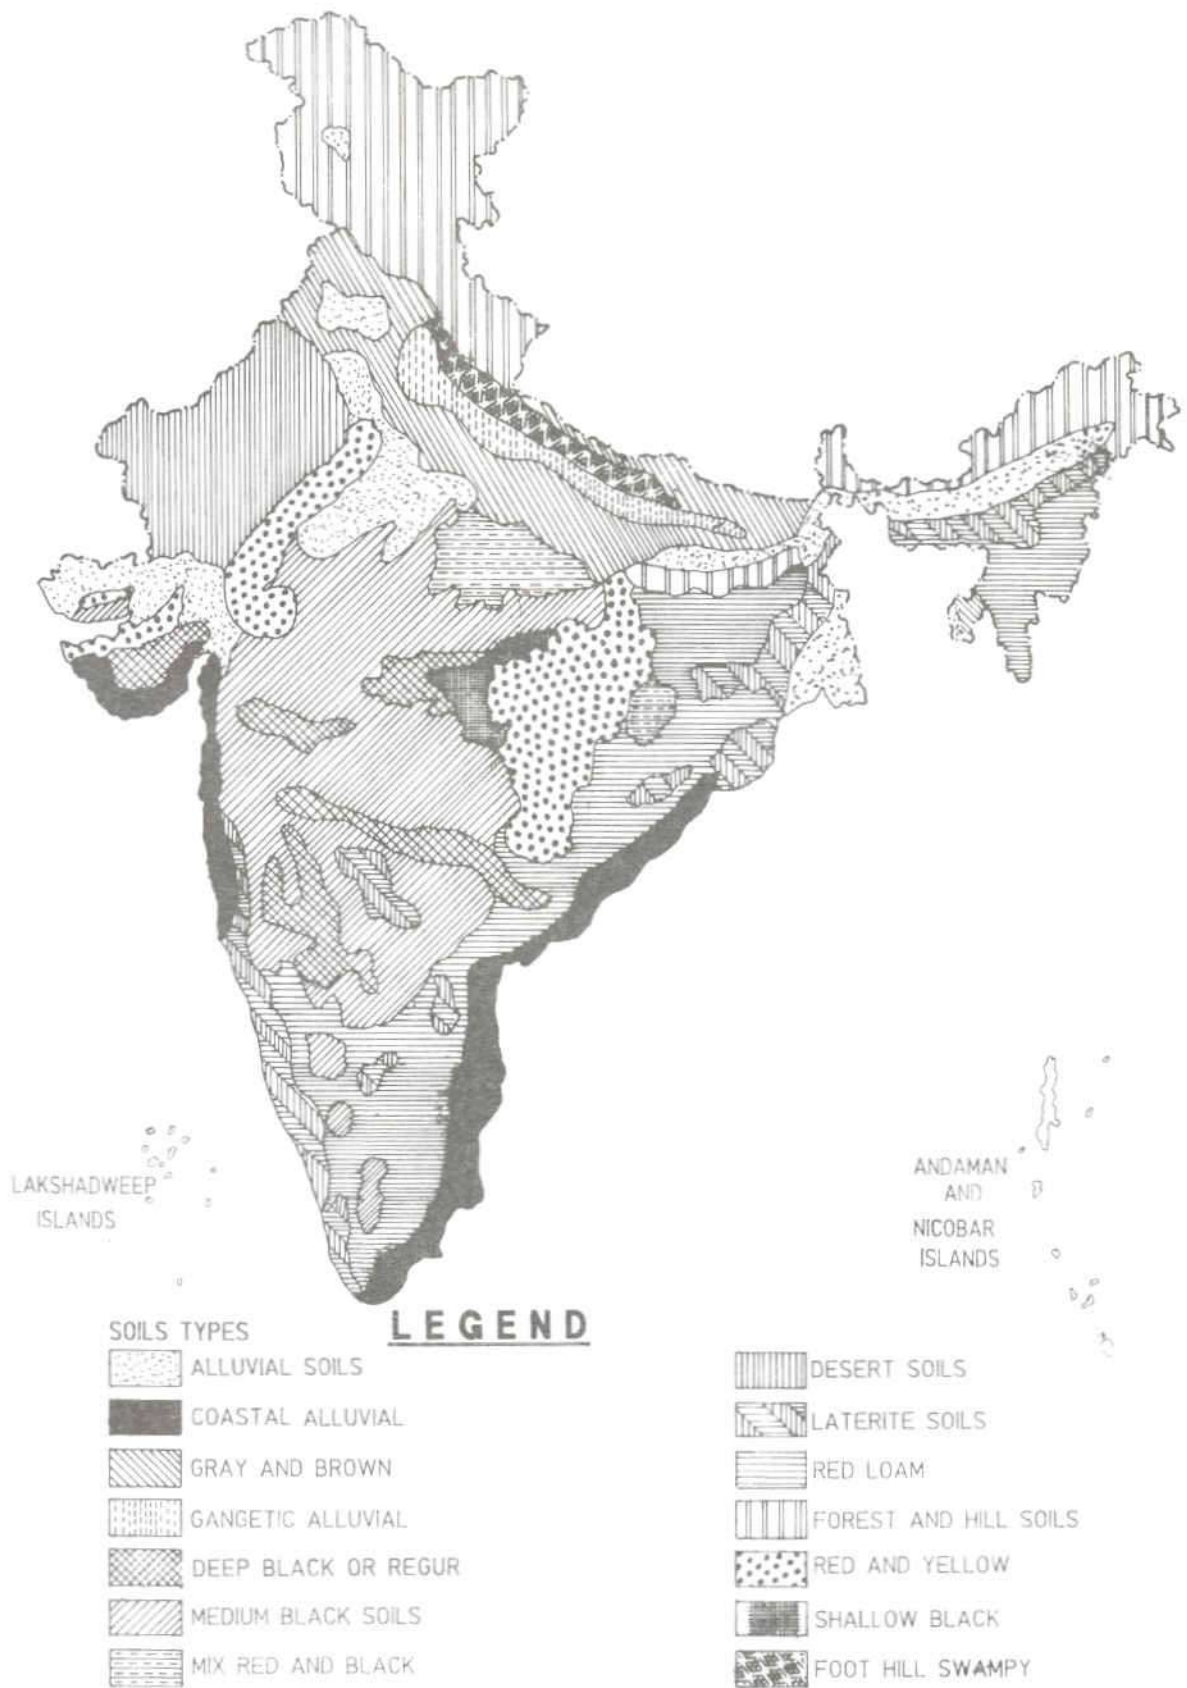 LAKSHADWEEP
ISLANDS
ANDAMAN
AND
NICOBAR
ISLANDS
LEGEND
SOILS TYPES
ALLUVIAL SOILS
COASTAL ALLUVIAL
GRAY AND BROWN
GANGETIC ALLUVIAL
DEEP BLACK OR REGUR
MEDIUM BLACK SOILS
MIX RED AND BLACK
DESERT SOILS
LATERITE SOILS
RED LOAM
FOREST AND HILL SOILS
RED AND YELLOW
SHALLOW BLACK
FOOT HILL SWAMPY